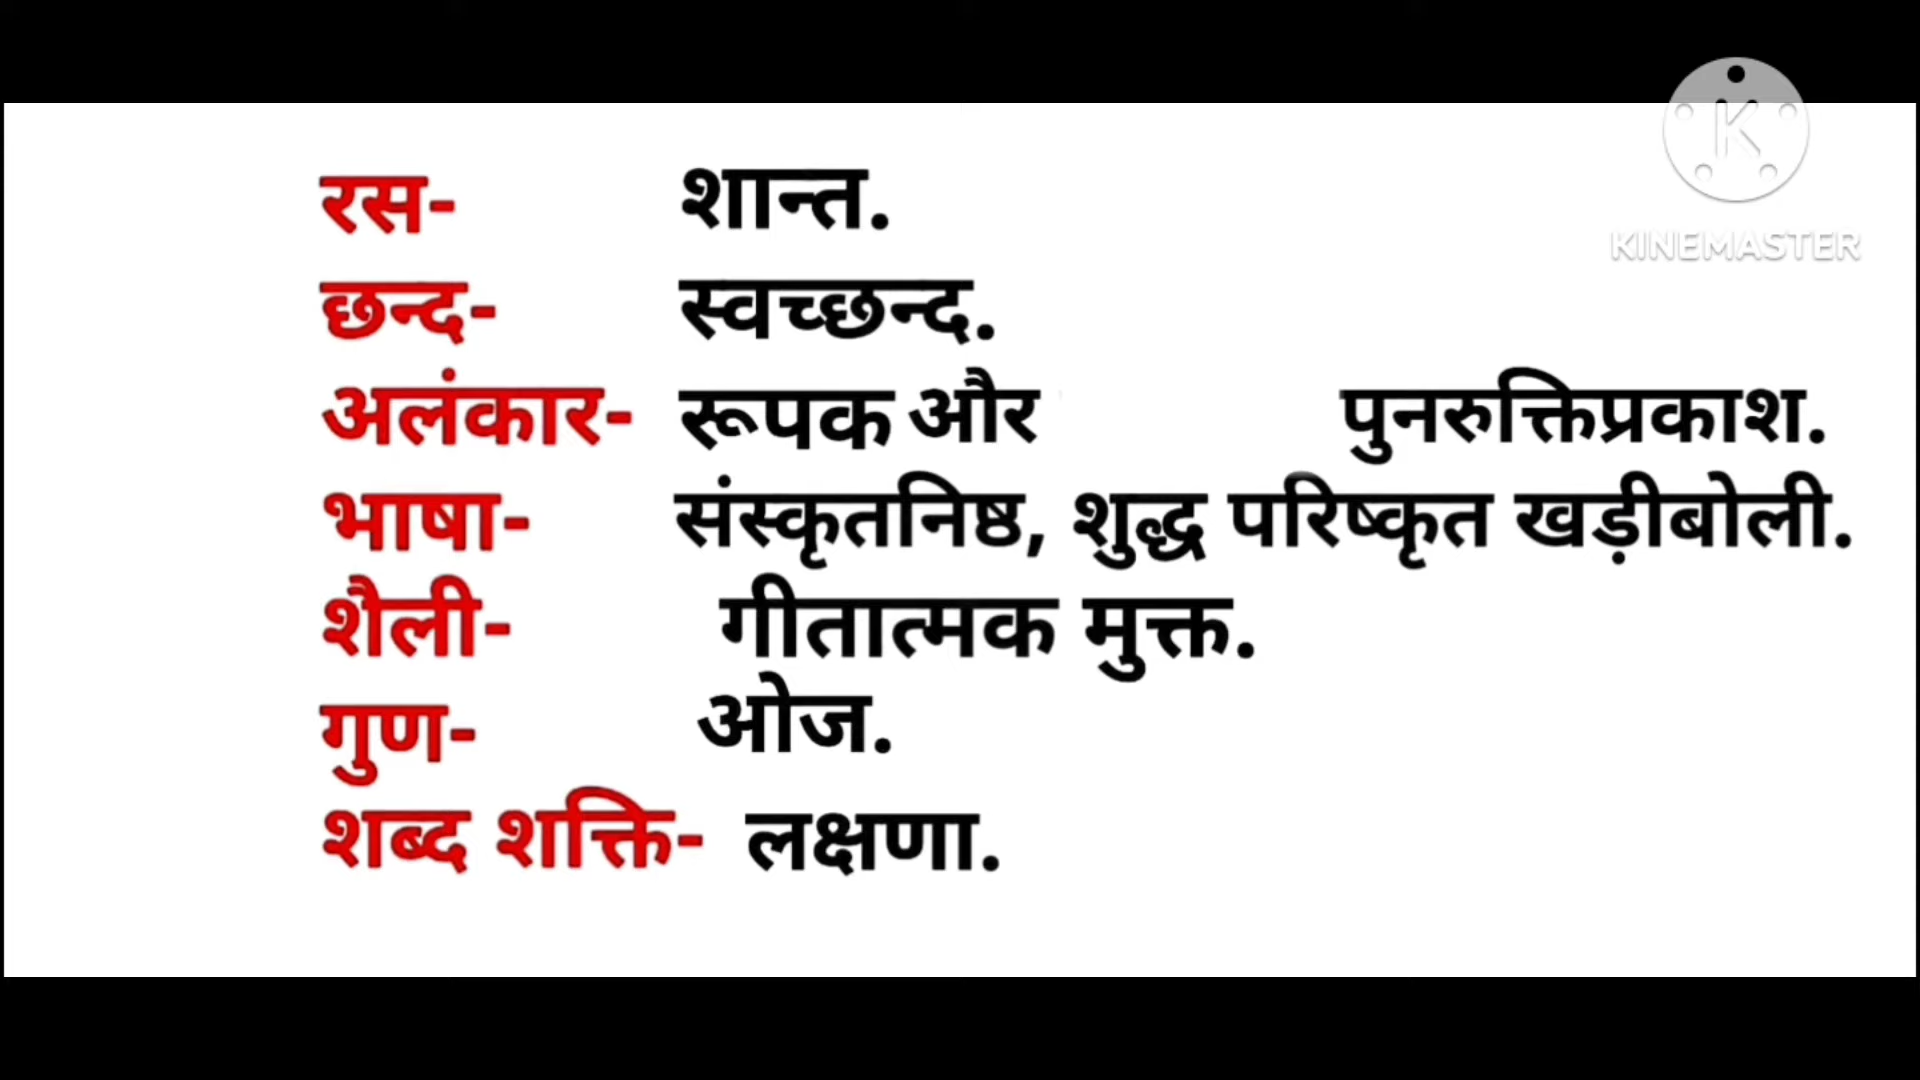 K
KINEMASTER
रस- शान्त.
छन्द- स्वच्छन्द.
अलंकार- रूपक और पुनरुक्तिप्रकाश.
भाषा- संस्कृतनिष्ठ, शुद्ध परिष्कृत खड़ीबोली.
शैली- गीतात्मक मुक्त.
गुण- ओज.
शब्द शक्ति- लक्षणा.